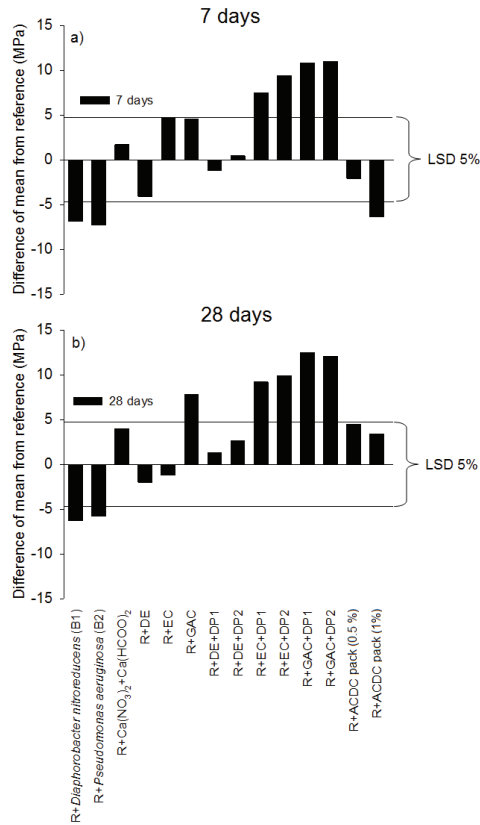 7 days
a)
Difference of mean from reference (MPa)
15
10
5
0
-5
-10
-15
7 days
LSD 5%
28 days
b)
Difference of mean from reference (MPa)
15
10
5
0
-5
-10
-15
28 days
LSD 5%
R+Diaphorobacter nitroreducens (B1)
R+Pseudomonas aeruginosa (B2)
R+Ca(NO₃)₂+Ca(HCOO)₂
R+DE
R+EC
R+GAC
R+DE+DP1
R+DE+DP2
R+EC+DP1
R+EC+DP2
R+GAC+DP1
R+GAC+DP2
R+ACDC pack (0.5 %)
R+ACDC pack (1%)